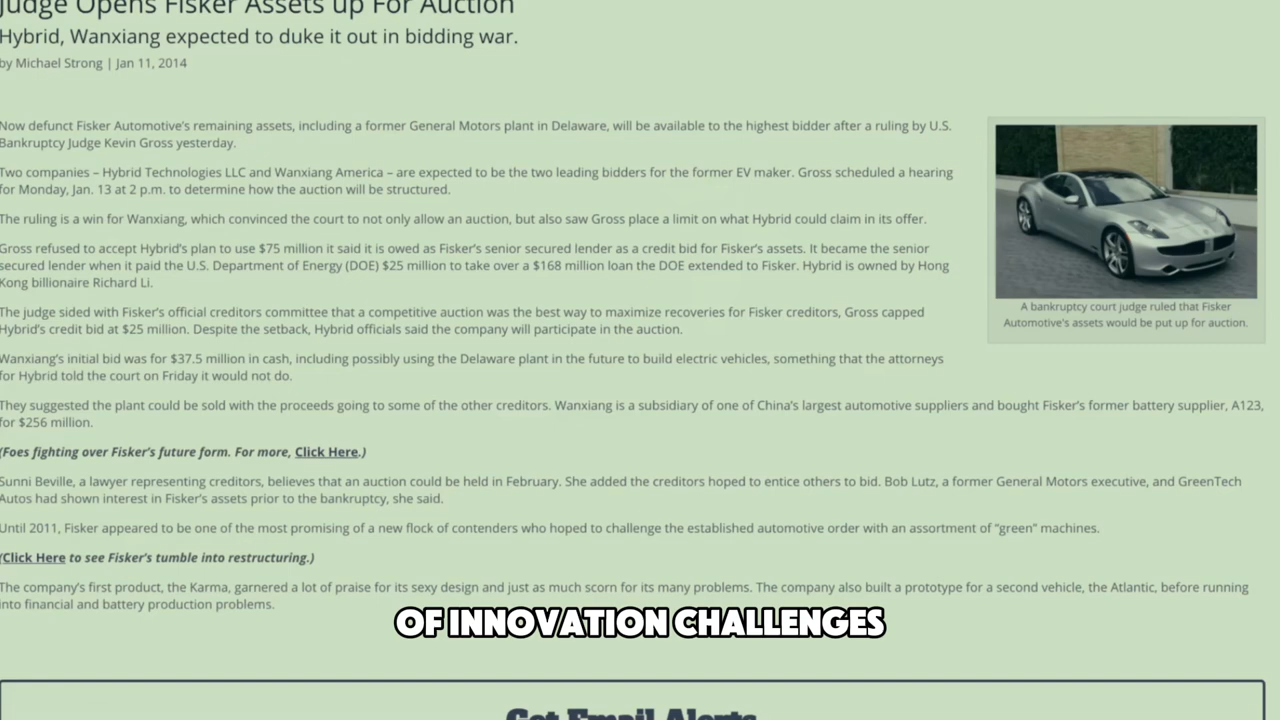 Judge Opens Fisker Assets up For Auction
Hybrid, Wanxiang expected to duke it out in bidding war.
by Michael Strong | Jan 11, 2014
Now defunct Fisker Automotive's remaining assets, including a former General Motors plant in Delaware, will be available to the highest bidder after a ruling by U.S.
Bankruptcy Judge Kevin Gross yesterday.
Two companies – Hybrid Technologies LLC and Wanxiang America – are expected to be the two leading bidders for the former EV maker. Gross scheduled a hearing
for Monday, Jan. 13 at 2 p.m. to determine how the auction will be structured.
The ruling is a win for Wanxiang, which convinced the court to not only allow an auction, but also saw Gross place a limit on what Hybrid could claim in its offer.
Gross refused to accept Hybrid's plan to use $75 million it said it is owed as Fisker's senior secured lender as a credit bid for Fisker's assets. It became the senior
secured lender when it paid the U.S. Department of Energy (DOE) $25 million to take over a $168 million loan the DOE extended to Fisker. Hybrid is owned by Hong
Kong billionaire Richard Li.
The judge sided with Fisker's official creditors committee that a competitive auction was the best way to maximize recoveries for Fisker creditors, Gross capped
Hybrid's credit bid at $25 million. Despite the setback, Hybrid officials said the company will participate in the auction.
Wanxiang's initial bid was for $37.5 million in cash, including possibly using the Delaware plant in the future to build electric vehicles, something that the attorneys
for Hybrid told the court on Friday it would not do.
A bankruptcy court judge ruled that Fisker
Automotive's assets would be put up for auction.
They suggested the plant could be sold with the proceeds going to some of the other creditors. Wanxiang is a subsidiary of one of China's largest automotive suppliers and bought Fisker's former battery supplier, A123,
for $256 million.
(Foes fighting over Fisker's future form. For more, Click Here.)
Sunni Beville, a lawyer representing creditors, believes that an auction could be held in February. She added the creditors hoped to entice others to bid. Bob Lutz, a former General Motors executive, and GreenTech
Autos had shown interest in Fisker's assets prior to the bankruptcy, she said.
Until 2011, Fisker appeared to be one of the most promising of a new flock of contenders who hoped to challenge the established automotive order with an assortment of "green" machines.
(Click Here to see Fisker's tumble into restructuring.)
The company's first product, the Karma, garnered a lot of praise for its sexy design and just as much scorn for its many problems. The company also built a prototype for a second vehicle, the Atlantic, before running
into financial and battery production problems.
OF INNOVATION CHALLENGES
Get Email Alerts